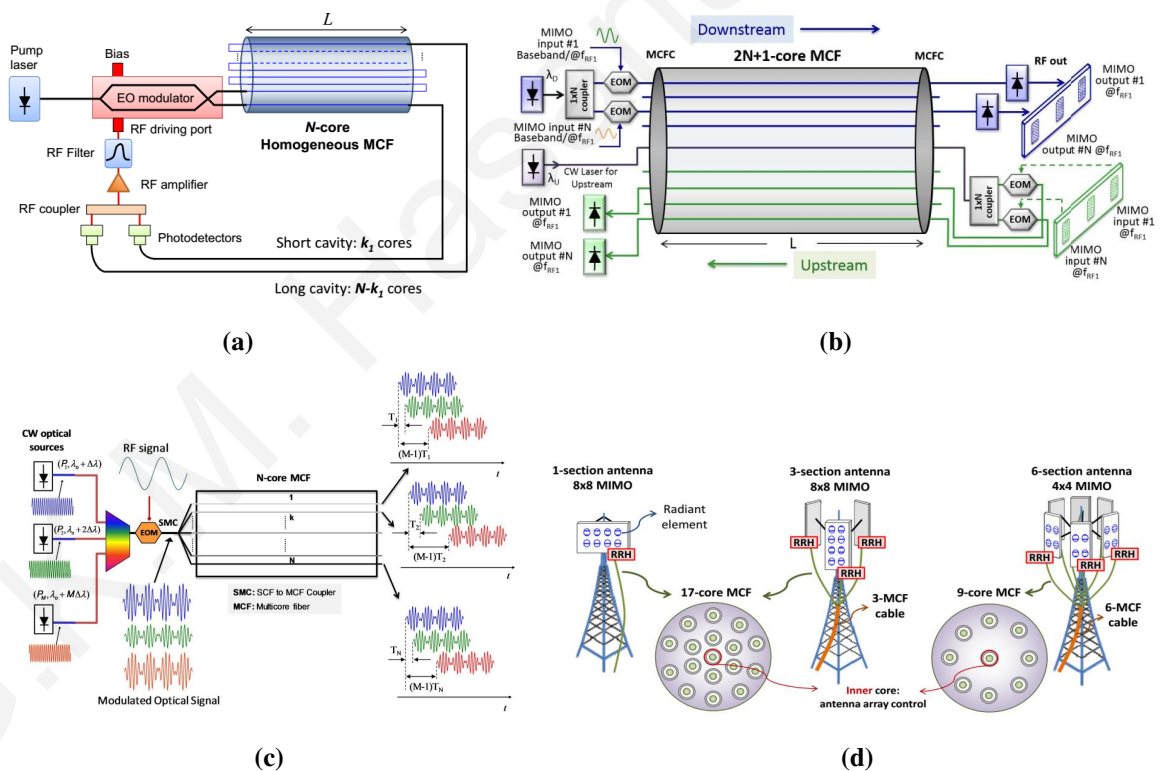 L
Pump
laser
Bias
EO modulator
RF driving port
RF Filter
RF amplifier
RF coupler
Photodetectors
N-core
Homogeneous MCF
Short cavity: k1 cores
Long cavity: N-k1 cores
(a)
MIMO
input #1
Baseband/@fRF1
Downstream
MCFC
2N+1-core MCF
MCFC
RF out
MIMO
output #1
@fRF1
λD
1xN
coupler
EOM
EOM
MIMO input #N
Baseband/@fRF1
MIMO
output #N @fRF1
λU
CW Laser for
Upstream
MIMO
output #1
@fRF1
MIMO
output #N
@fRF1
1xN
coupler
EOM
EOM
MIMO
input #1
@fRF1
MIMO
input #N
@fRF1
L
Upstream
(b)
CW optical
sources
(P1, λo + Δλ)
(P2, λo + 2Δλ)
(PM, λo + MΔλ)
RF signal
EOM
SMC
N-core MCF
1
k
N
SMC: SCF to MCF Coupler
MCF: Multicore fiber
Modulated Optical Signal
T1
(M-1)T1
t
T2
(M-1)T2
t
TN
(M-1)TN
t
(c)
1-section antenna
8x8 MIMO
3-section antenna
8x8 MIMO
6-section antenna
4x4 MIMO
Radiant
element
RRH
RRH
RRH
RRH
RRH
RRH
RRH
17-core MCF
3-MCF
cable
9-core MCF
6-MCF
cable
Inner core:
antenna array control
(d)